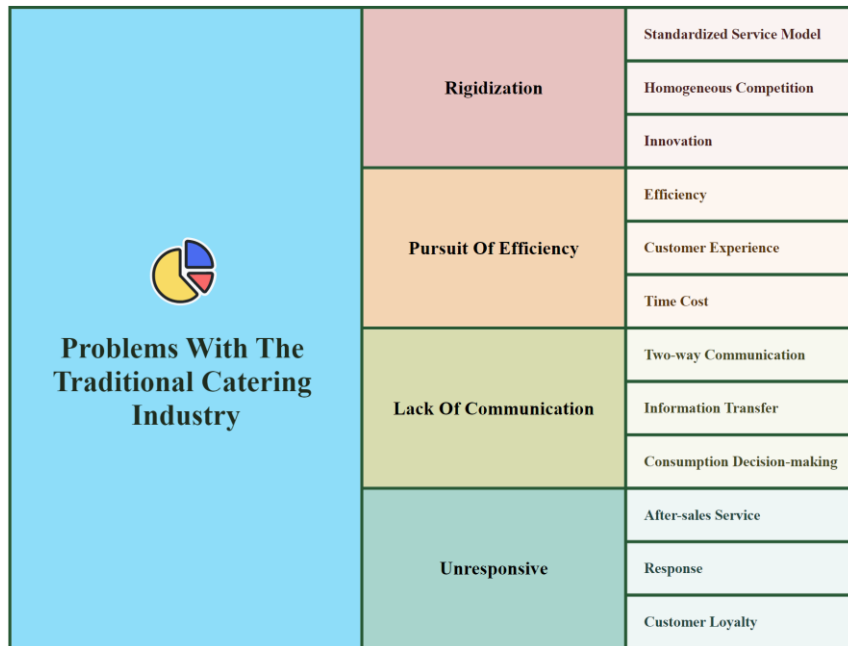 Problems With The
Traditional Catering
Industry
Rigidization
Standardized Service Model
Homogeneous Competition
Innovation
Pursuit Of Efficiency
Efficiency
Customer Experience
Time Cost
Lack Of Communication
Two-way Communication
Information Transfer
Consumption Decision-making
Unresponsive
After-sales Service
Response
Customer Loyalty